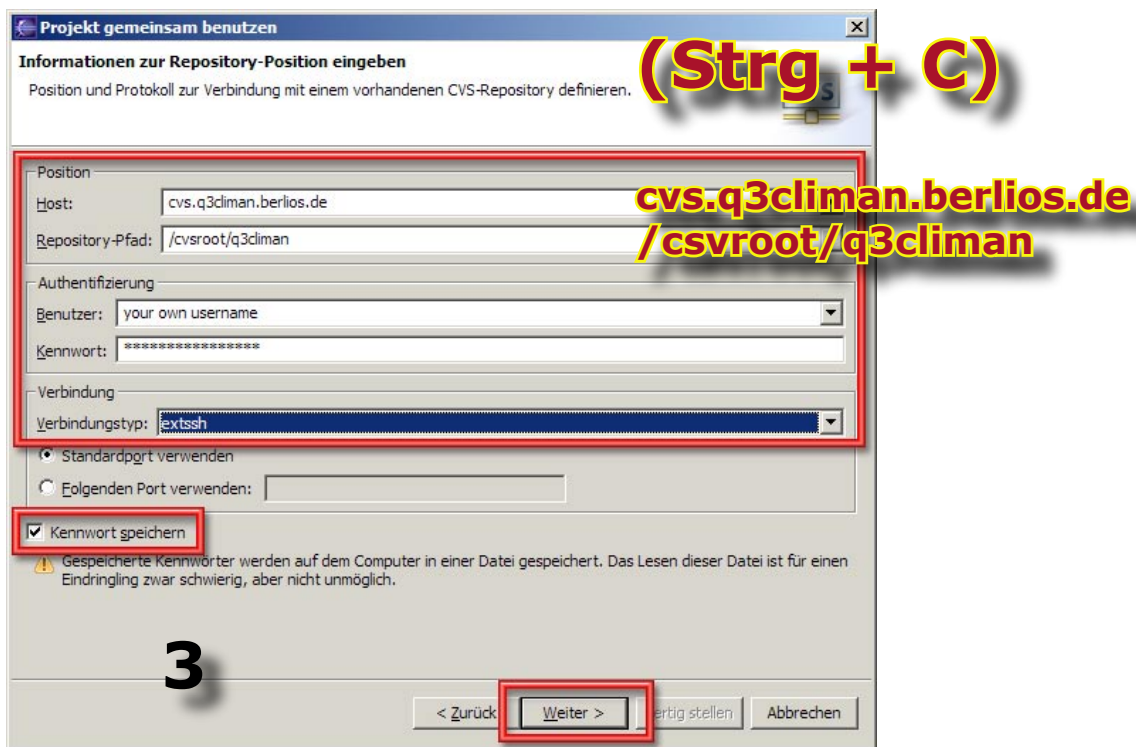 Projekt gemeinsam benutzen
Informationen zur Repository-Position eingeben
Position und Protokoll zur Verbindung mit einem vorhandenen CVS-Repository definieren.
(Strg + C)
Position
Host: cvs.q3climan.berlios.de
cvs.q3climan.berlios.de
Repository-Pfad: /cvsroot/q3climan
/csvroot/q3climan
Authentifizierung
Benutzer: your own username
Kennwort: ****************
Verbindung
Verbindungstyp: extssh
Standardport verwenden
Folgenden Port verwenden:
Kennwort speichern
Gespeicherte Kennwörter werden auf dem Computer in einer Datei gespeichert. Das Lesen dieser Datei ist für einen
Eindringling zwar schwierig, aber nicht unmöglich.
3
< Zurück Weiter > stellen Abbrechen